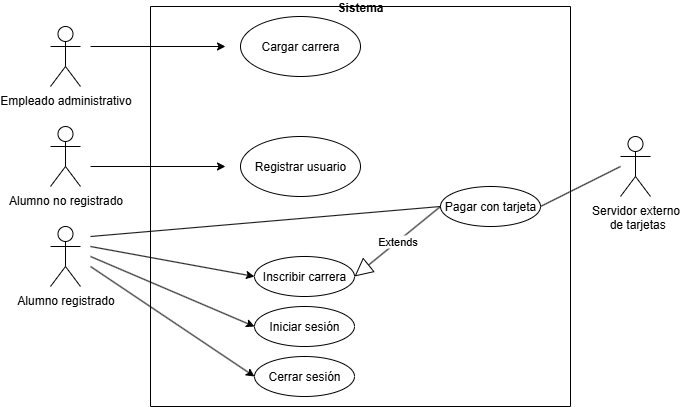 Sistema
Cargar carrera
Empleado administrativo
Registrar usuario
Alumno no registrado
Pagar con tarjeta
Servidor externo
de tarjetas
Extends
Inscribir carrera
Alumno registrado
Iniciar sesión
Cerrar sesión